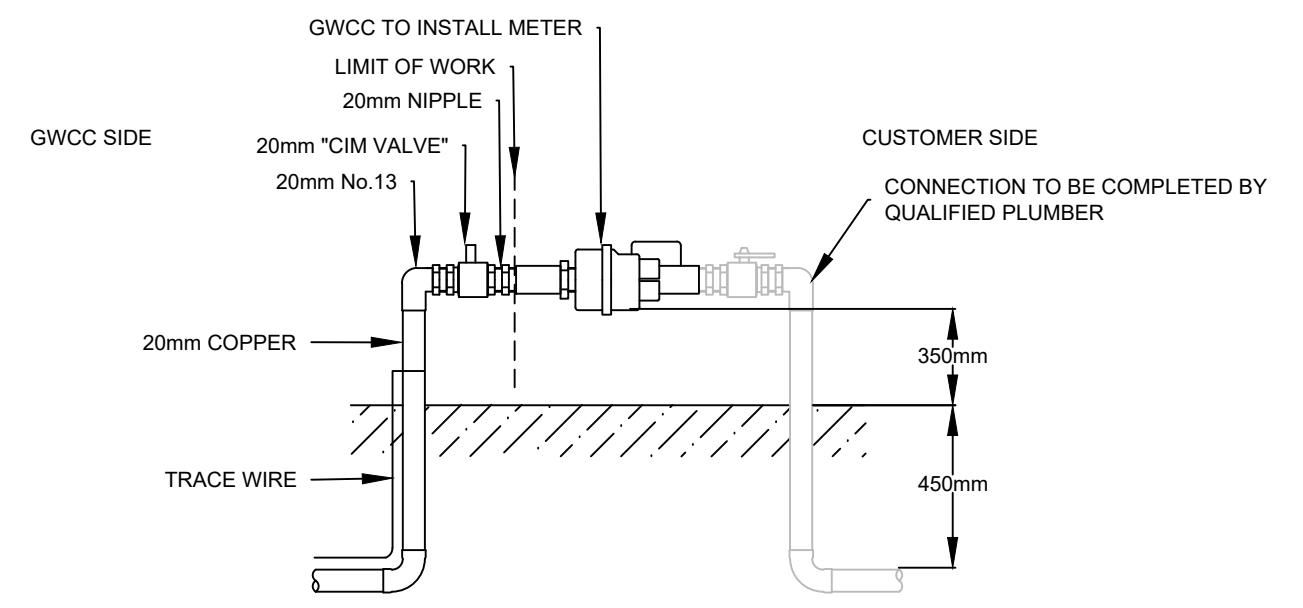 GWCC TO INSTALL METER
LIMIT OF WORK
20mm NIPPLE
GWCC SIDE
20mm "CIM VALVE"
CUSTOMER SIDE
20mm No.13
CONNECTION TO BE COMPLETED BY
QUALIFIED PLUMBER
20mm COPPER
350mm
TRACE WIRE
450mm